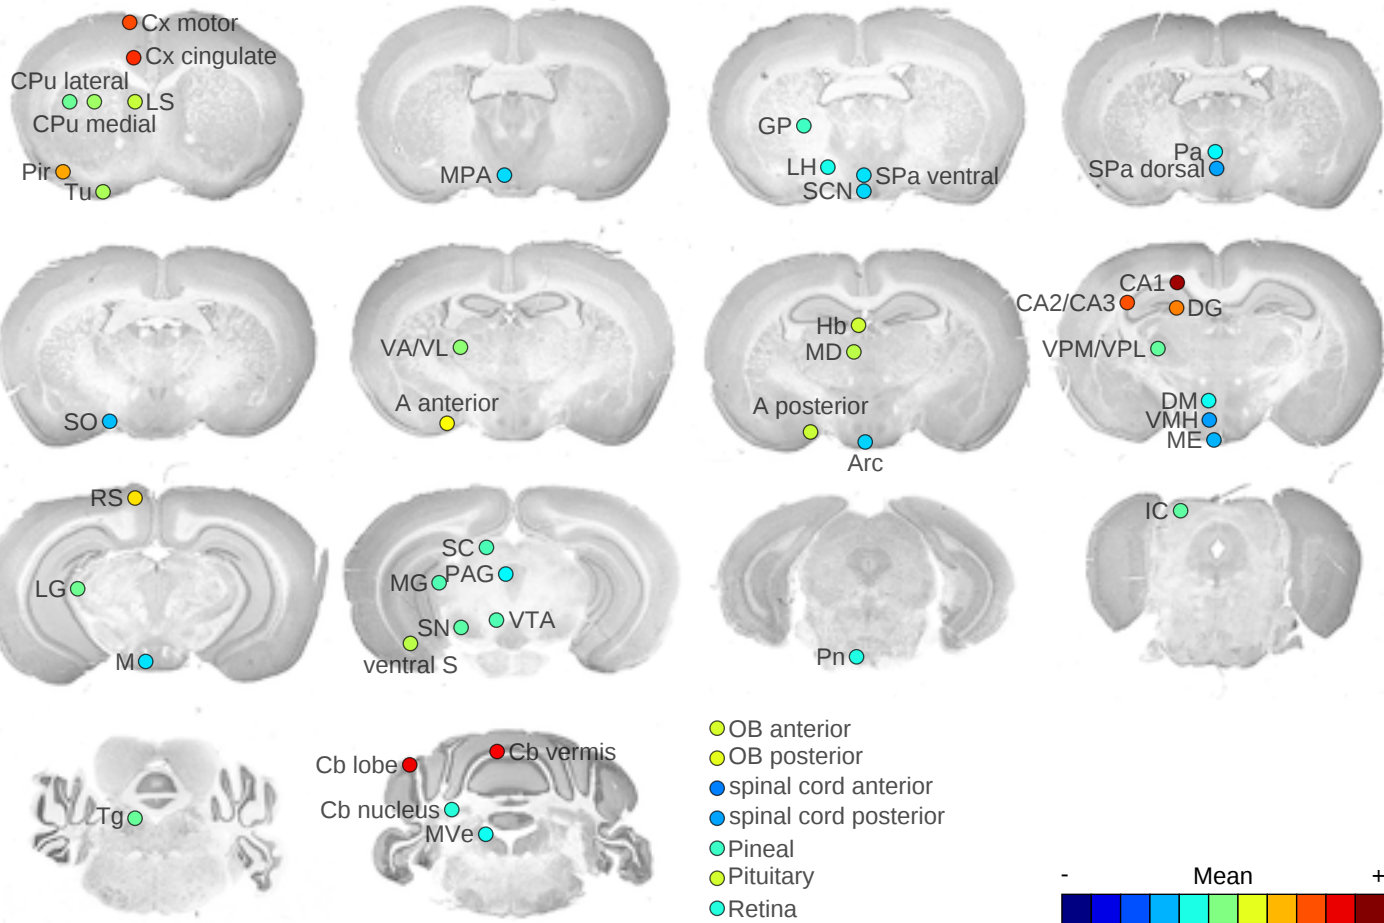 Cx motor
Cx cingulate
CPu lateral
LS
CPu medial
Pir
Tu
MPA
GP
LH
SPa ventral
SCN
Pa
SPa dorsal
SO
VA/VL
A anterior
Hb
MD
A posterior
Arc
CA1
CA2/CA3
DG
VPM/VPL
DM
VMH
ME
RS
LG
M
SC
MG
PAG
SN
VTA
ventral S
Pn
IC
Tg
Cb lobe
Cb vermis
Cb nucleus
MVe
OB anterior
OB posterior
spinal cord anterior
spinal cord posterior
Pineal
Pituitary
Retina
- Mean +